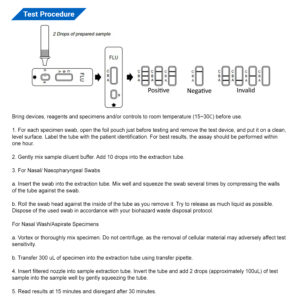 Test Procedure
2 Drops of prepared sample
FLU
FLU
Positive
Negative
Invalid
Bring devices, reagents and specimens and/or controls to room temperature (15~30℃) before use.
1. For each specimen swab, open the foil pouch just before testing and remove the test device, and put it on a clean,
level surface. Label the tube with the patient identification. For best results, the assay should be performed within
one hour.
2. Gently mix sample diluent buffer. Add 10 drops into the extraction tube.
3. For Nasal/ Nasopharyngeal Swabs
a. Insert the swab into the extraction tube. Mix well and squeeze the swab several times by compressing the walls
of the tube against the swab.
b. Roll the swab head against the inside of the tube as you remove it. Try to release as much liquid as possible.
Dispose of the used swab in accordance with your biohazard waste disposal protocol.
For Nasal Wash/Aspirate Specimens
a. Vortex or thoroughly mix specimen. Do not centrifuge, as the removal of cellular material may adversely affect test
sensitivity.
b. Transfer 300 uL of specimen into the extraction tube using transfer pipette.
4. Insert filtered nozzle into sample extraction tube. Invert the tube and add 2 drops (approximately 100uL) of test
sample into the sample well by gently squeezing the tube.
5. Read results at 15 minutes and disregard after 30 minutes.